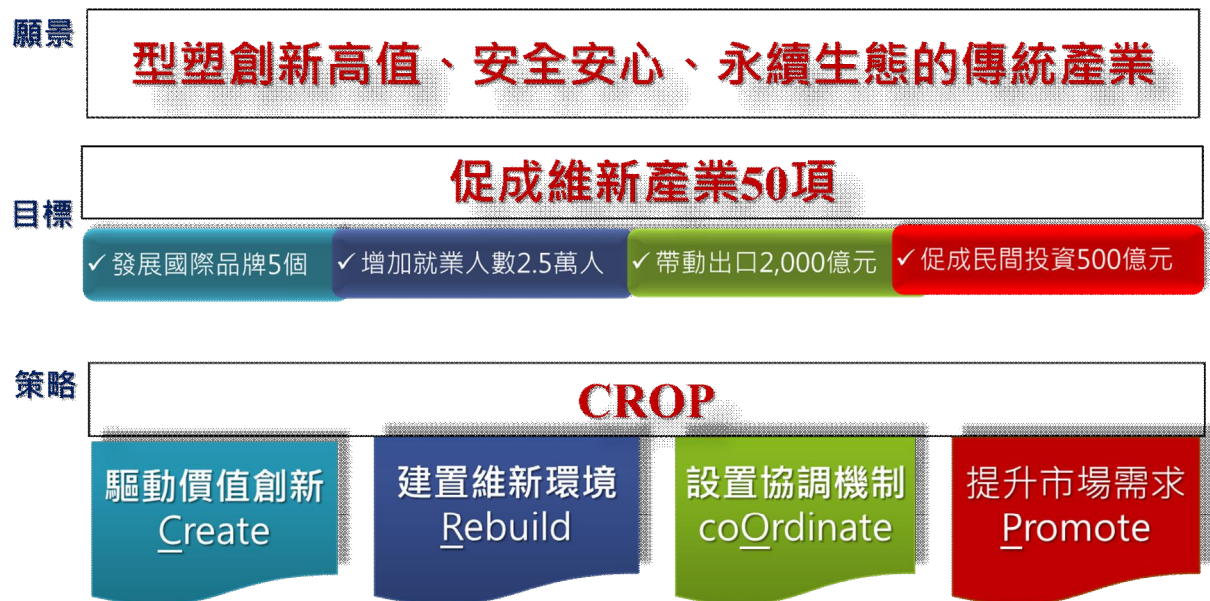 願景
型塑創新高值、安全安心、永續生態的傳統產業
目標
促成維新產業50項
✓發展國際品牌5個
✓增加就業人數2.5萬人
✓帶動出口2,000億元
✓促成民間投資500億元
策略
CROP
驅動價值創新
Create
建置維新環境
Rebuild
設置協調機制
coOrdinate
提升市場需求
Promote